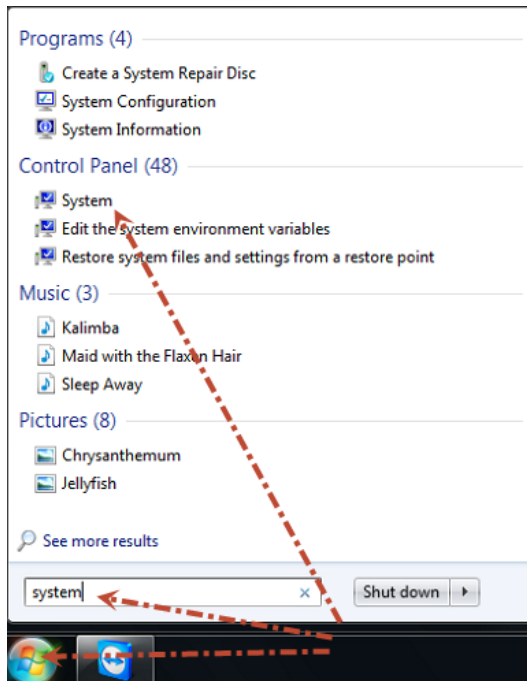 Programs (4)
Create a System Repair Disc
System Configuration
System Information
Control Panel (48)
System
Edit the system environment variables
Restore system files and settings from a restore point
Music (3)
Kalimba
Maid with the Flaxen Hair
Sleep Away
Pictures (8)
Chrysanthemum
Jellyfish
See more results
system
Shut down